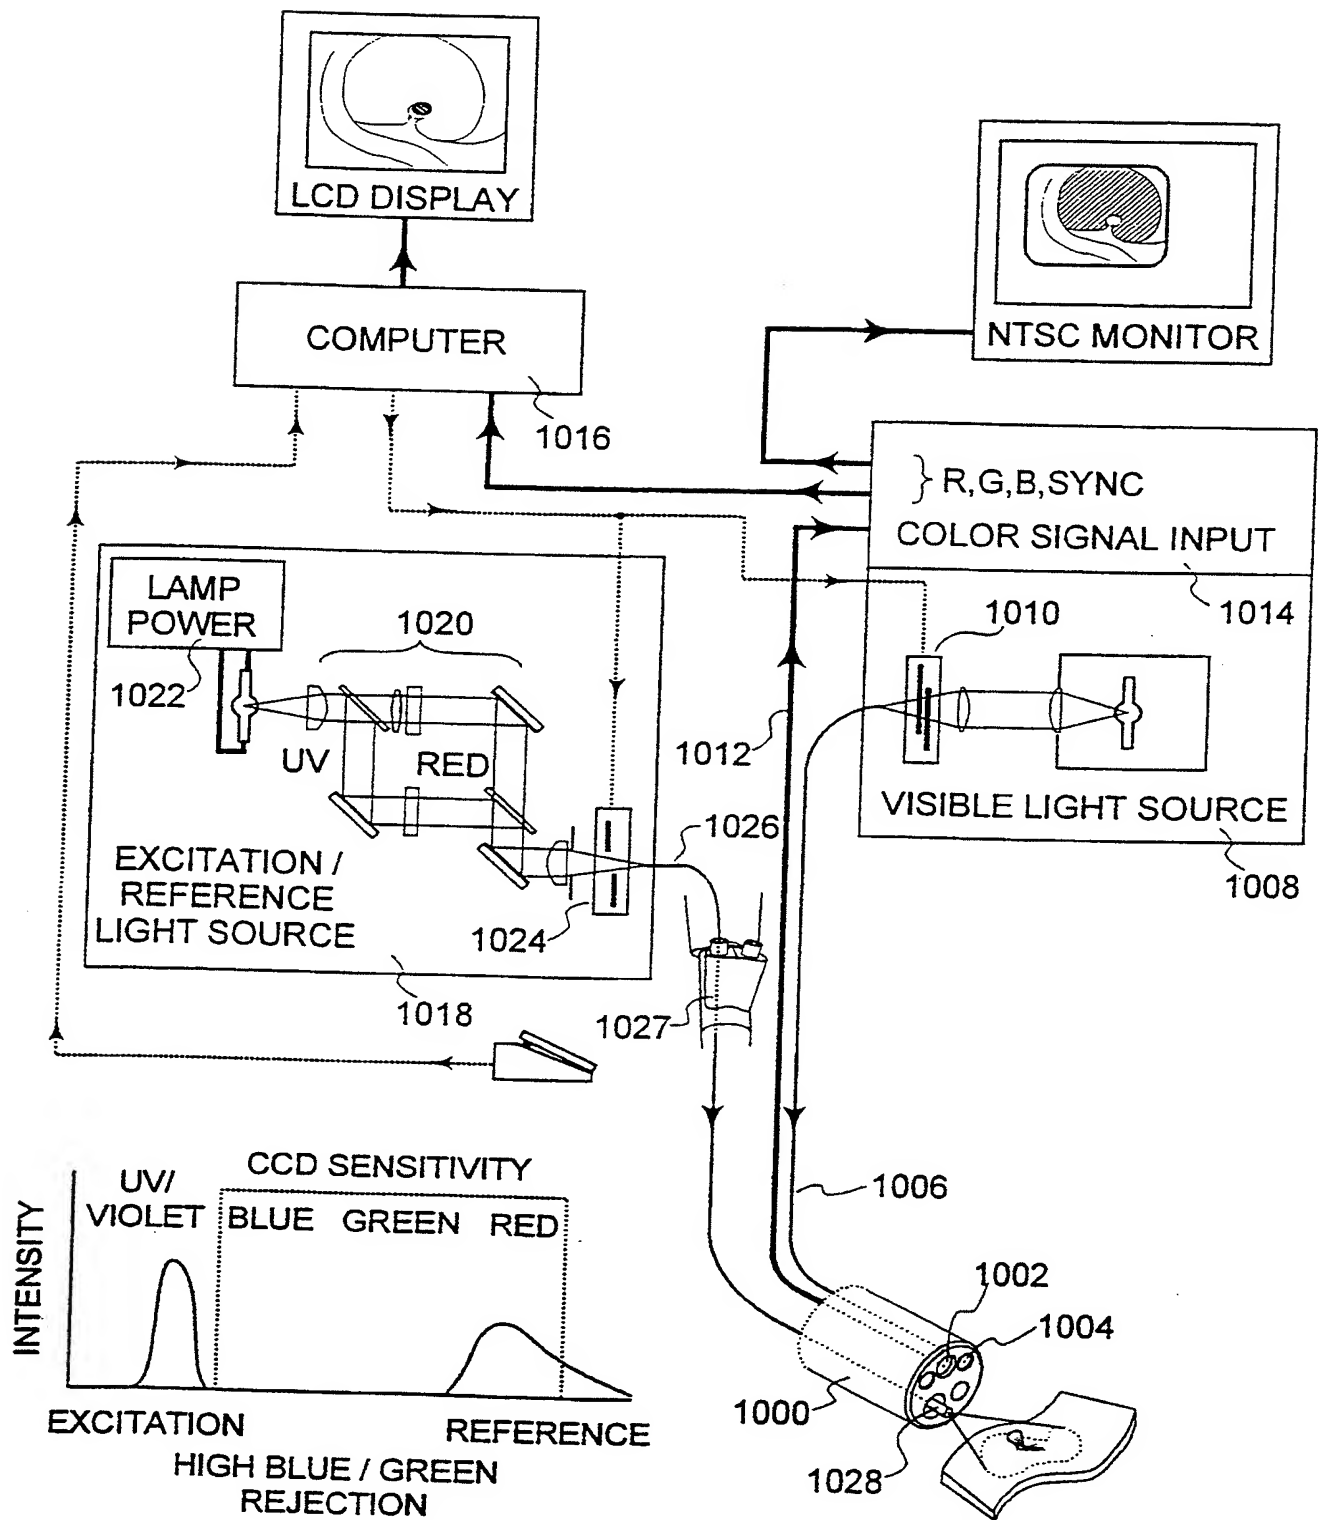 LCD DISPLAY
NTSC MONITOR
COMPUTER
1016
R,G,B,SYNC
COLOR SIGNAL INPUT
1014
LAMP
POWER
1022
1020
UV
RED
1010
1012
VISIBLE LIGHT SOURCE
1008
EXCITATION /
REFERENCE
LIGHT SOURCE
1024
1026
1018
1027
CCD SENSITIVITY
UV/
VIOLET
BLUE
GREEN
RED
INTENSITY
EXCITATION
REFERENCE
HIGH BLUE / GREEN
REJECTION
1006
1002
1004
1000
1028